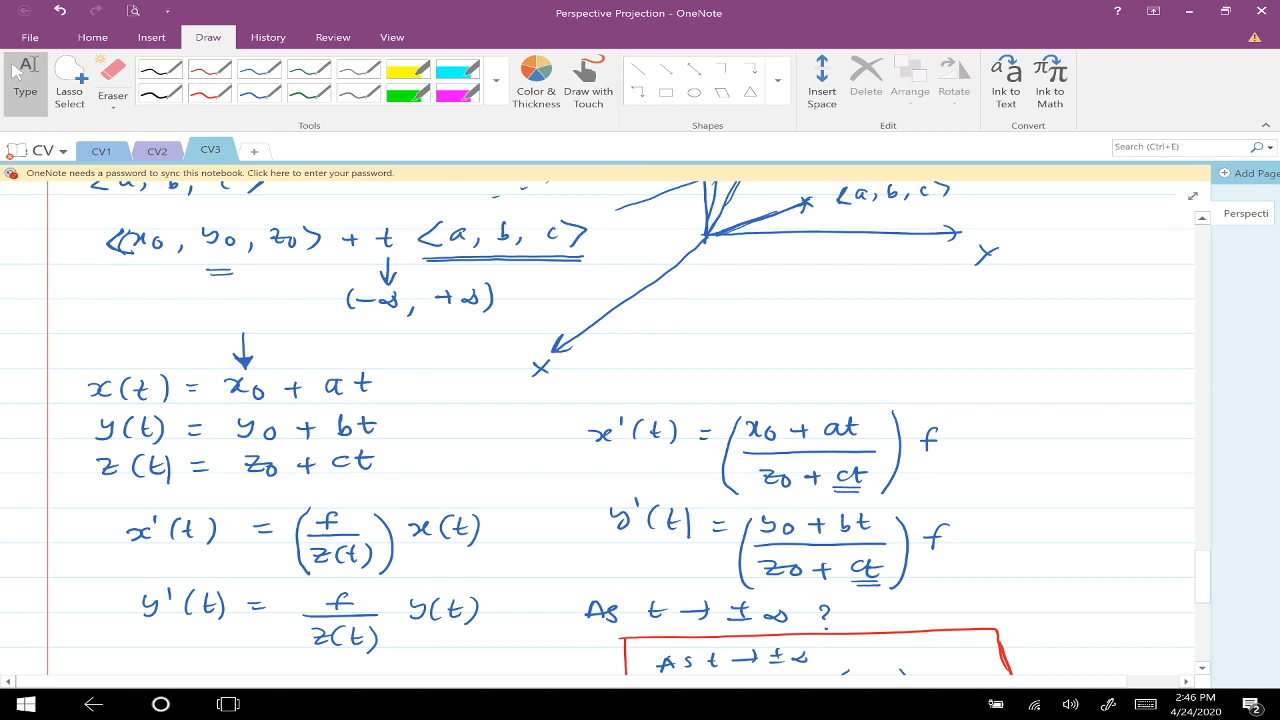 Perspective Projection - OneNote
File Home Insert Draw History Review View
Type
Lasso Select
Eraser
Color & Thickness
Draw with Touch
Insert Space
Delete
Arrange
Rotate
Ink to Text
Ink to Math
Tools
Shapes
Edit
Convert
CV
CV1
CV2
CV3
Search (Ctrl+E)
OneNote needs a password to sync this notebook. Click here to enter your password.
Add Page
Perspecti
<a, b, c>
<a, b, c>
<x0, y0, z0> + t <a, b, c>
(-∞, +∞)
Y
X
x(t) = x0 + at
y(t) = y0 + bt
z(t) = z0 + ct
x'(t) = (f/z(t)) x(t)
y'(t) = f/z(t) y(t)
x'(t) = (x0 + at / z0 + ct) f
y'(t) = (y0 + bt / z0 + ct) f
As t → ± ∞ ?
As t → ± ∞
2:46 PM
4/24/2020
2